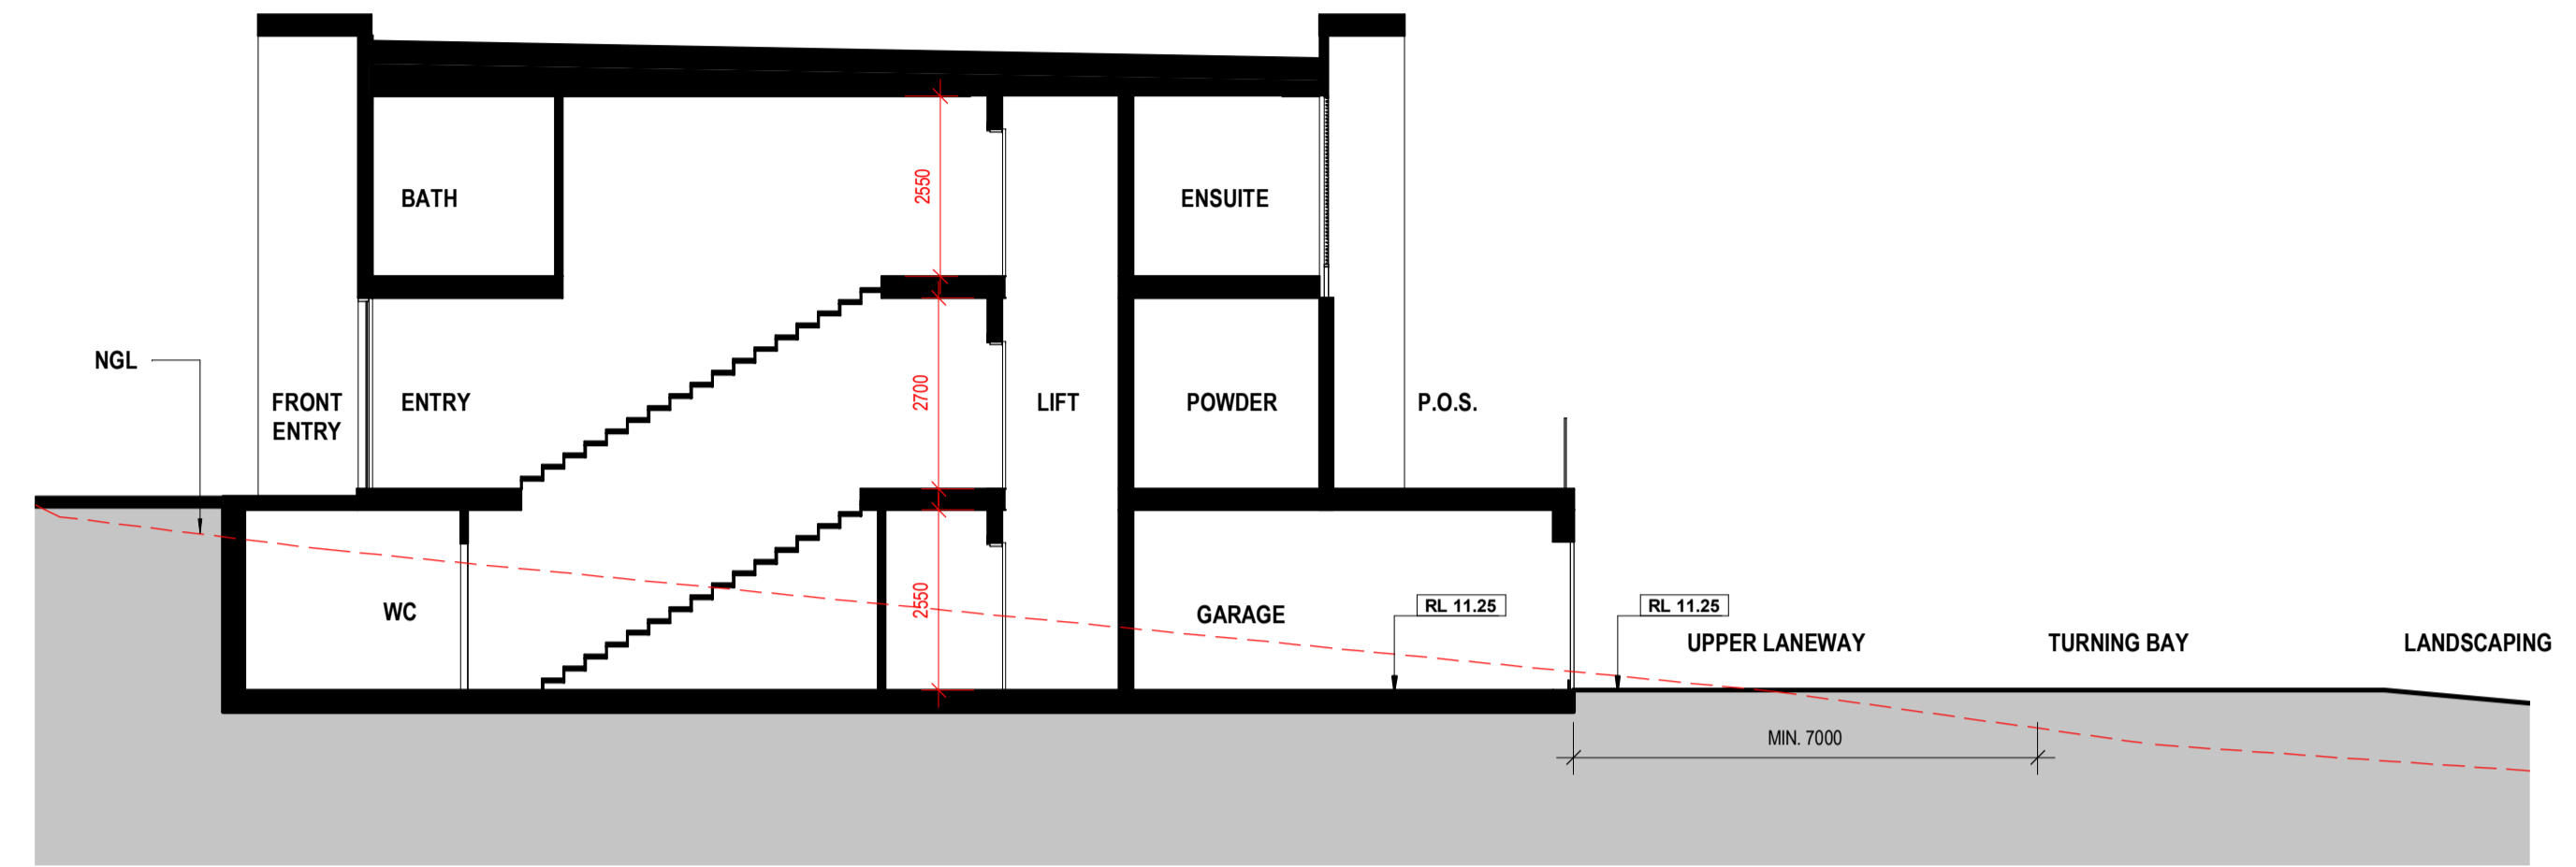 2550
BATH
ENSUITE
NGL
2700
FRONT
ENTRY
ENTRY
LIFT
POWDER
P.O.S.
2550
WC
GARAGE
RL 11.25
RL 11.25
UPPER LANEWAY
TURNING BAY
LANDSCAPING
MIN. 7000